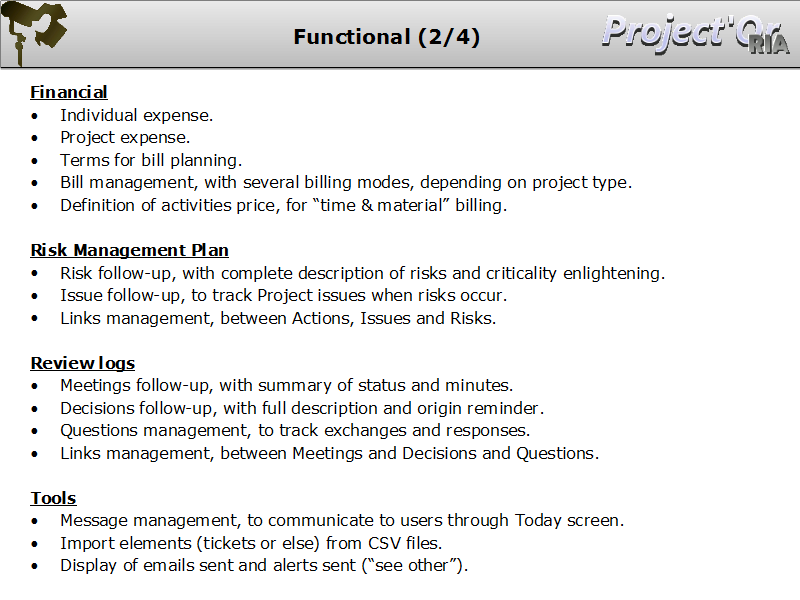 Functional (2/4)
Project'Or
RIA
Financial
• Individual expense.
• Project expense.
• Terms for bill planning.
• Bill management, with several billing modes, depending on project type.
• Definition of activities price, for “time & material” billing.
Risk Management Plan
• Risk follow-up, with complete description of risks and criticality enlightening.
• Issue follow-up, to track Project issues when risks occur.
• Links management, between Actions, Issues and Risks.
Review logs
• Meetings follow-up, with summary of status and minutes.
• Decisions follow-up, with full description and origin reminder.
• Questions management, to track exchanges and responses.
• Links management, between Meetings and Decisions and Questions.
Tools
• Message management, to communicate to users through Today screen.
• Import elements (tickets or else) from CSV files.
• Display of emails sent and alerts sent (“see other”).